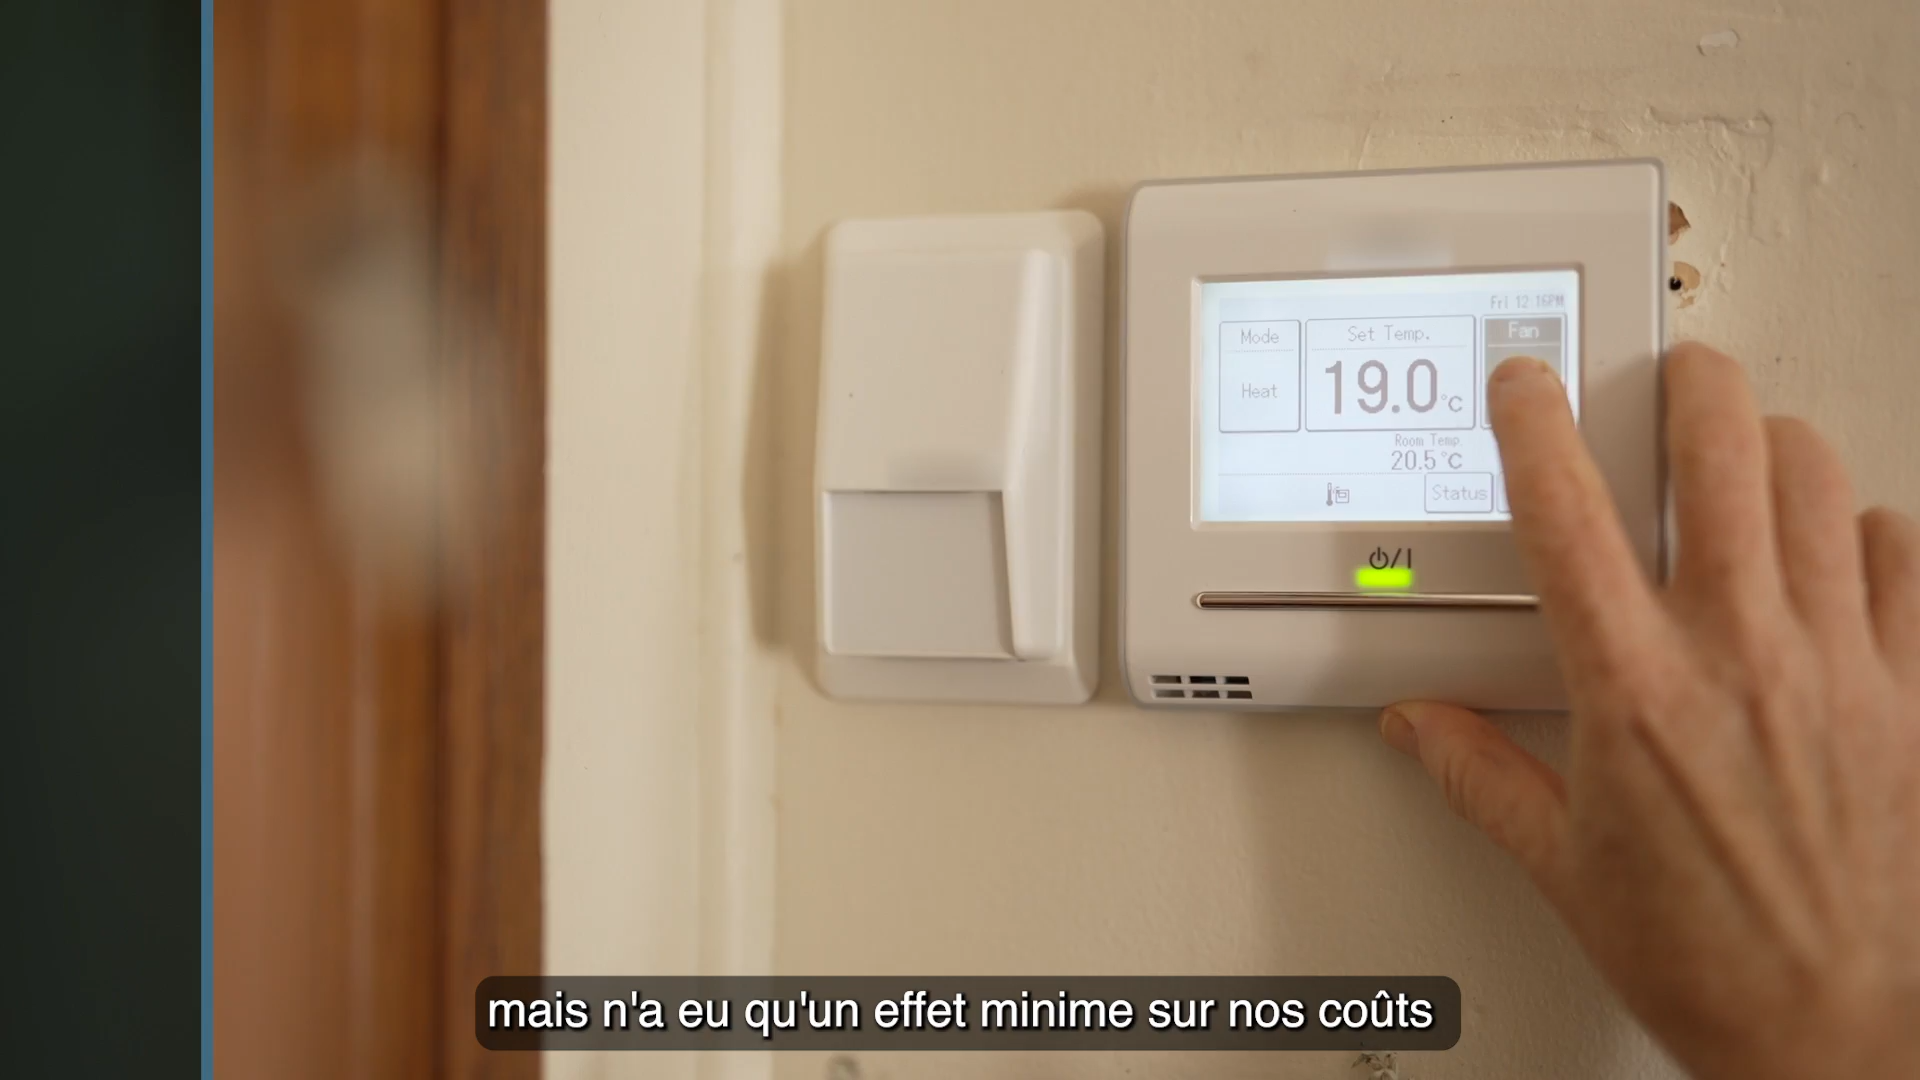 Fri 12:16PM
Mode
Set Temp.
Fan
Heat
19.0°C
Room Temp.
20.5°C
Status
mais n'a eu qu'un effet minime sur nos coûts